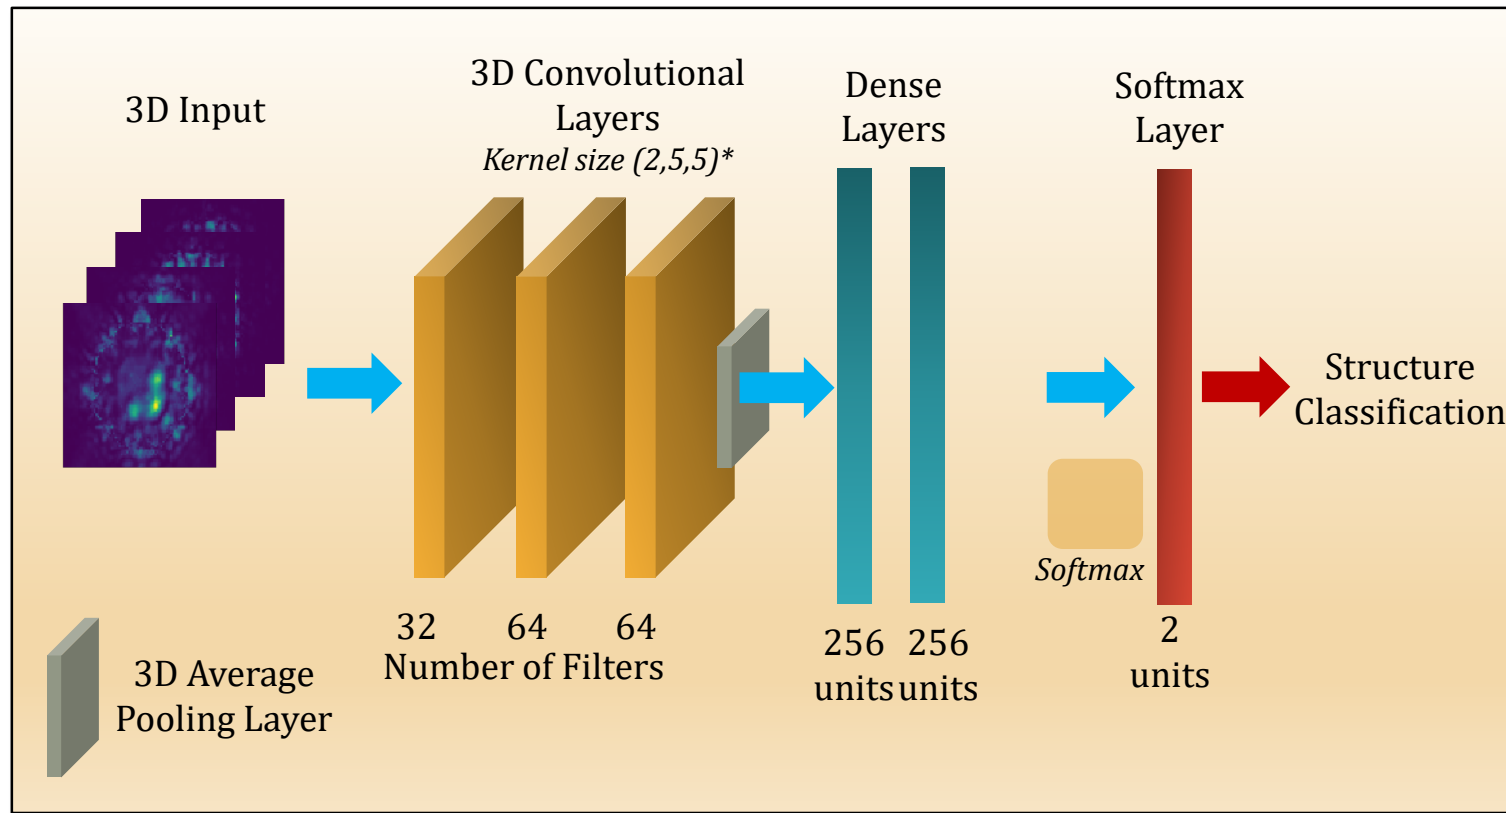 3D Input
3D Convolutional
Layers
Kernel size (2,5,5)*
Dense
Layers
Softmax
Layer
Structure
Classification
Softmax
32 64 64
Number of Filters
256 256
units units
2
units
3D Average
Pooling Layer